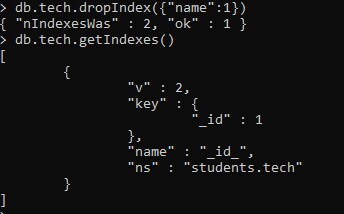 > db.tech.dropIndex({"name":1})
{ "nIndexesWas" : 2, "ok" : 1 }
> db.tech.getIndexes()
[
        {
                "v" : 2,
                "key" : {
                        "_id" : 1
                },
                "name" : "_id_",
                "ns" : "students.tech"
        }
]